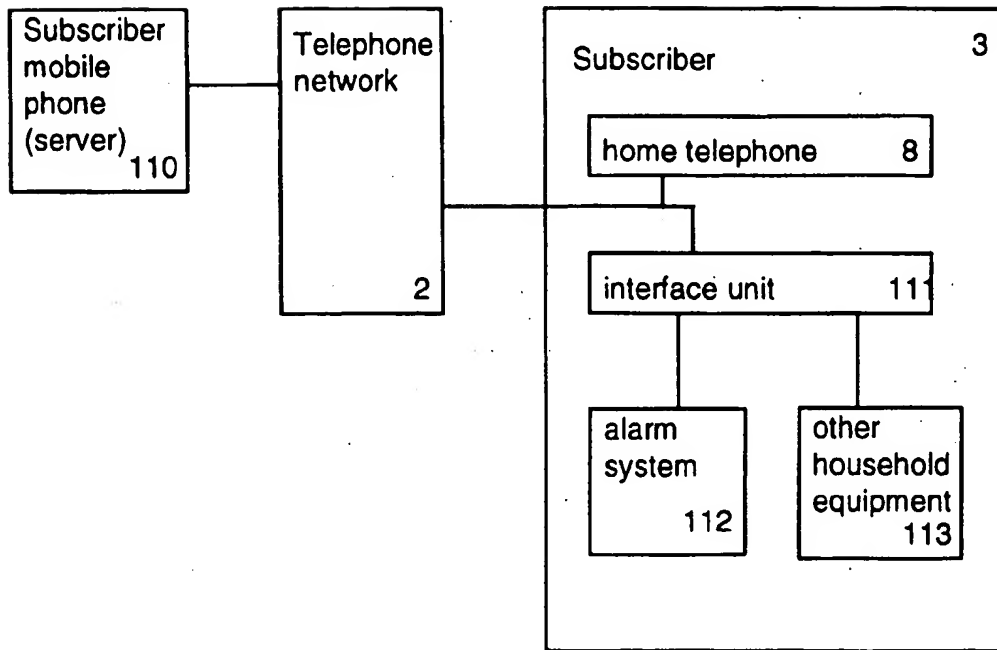 Subscriber
mobile
phone
(server)
110
Telephone
network
2
3
Subscriber
home telephone 8
interface unit 111
alarm
system
112
other
household
equipment
113